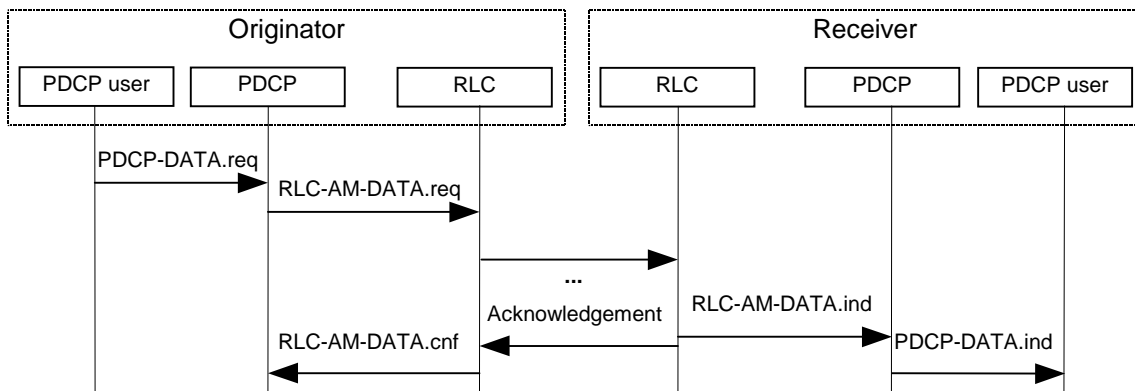 Originator
Receiver
PDCP user
PDCP
RLC
RLC
PDCP
PDCP user
PDCP-DATA.req
RLC-AM-DATA.req
...
RLC-AM-DATA.ind
Acknowledgement
RLC-AM-DATA.cnf
PDCP-DATA.ind